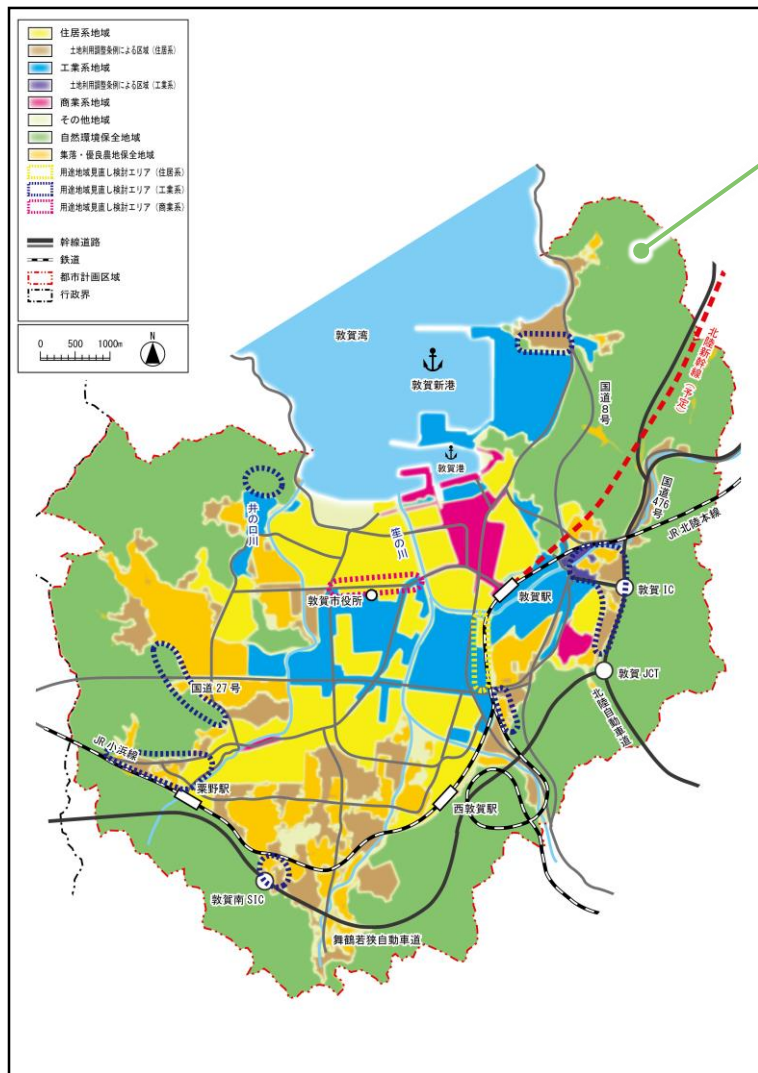 住居系地域
土地利用調整条例による区域（住居系）
工業系地域
土地利用調整条例による区域（工業系）
商業系地域
その他地域
自然環境保全地域
集落・優良農地保全地域
用途地域見直し検討エリア（住居系）
用途地域見直し検討エリア（工業系）
用途地域見直し検討エリア（商業系）
幹線道路
鉄道
都市計画区域
行政界
0 500 1000m
N
敦賀湾
敦賀新港
敦賀港
国道8号
北陸新幹線（予定）
国道476号
JR北陸本線
井の口川
笙の川
敦賀市役所
敦賀駅
敦賀IC
敦賀JCT
北陸自動車道
国道27号
JR小浜線
粟野駅
西敦賀駅
敦賀南SIC
舞鶴若狭自動車道